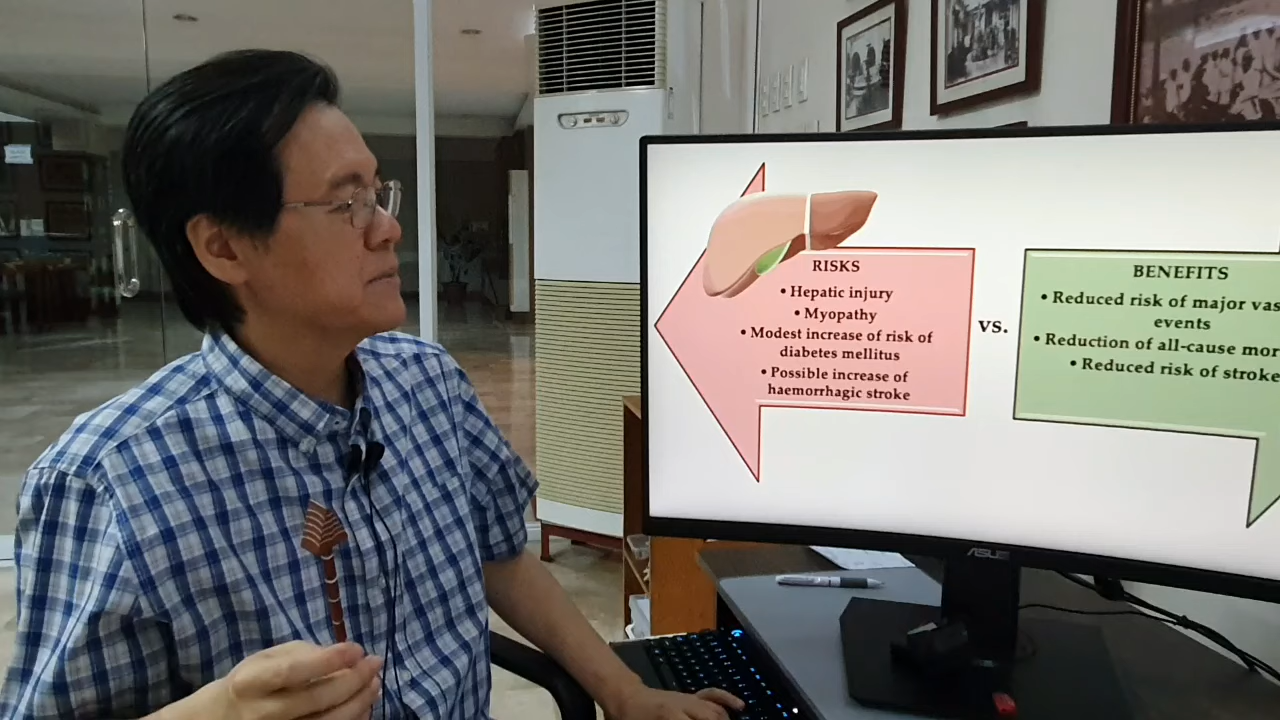 RISKS
• Hepatic injury
• Myopathy
• Modest increase of risk of
diabetes mellitus
• Possible increase of
haemorrhagic stroke
vs.
BENEFITS
• Reduced risk of major vas
events
• Reduction of all-cause mor
• Reduced risk of stroke
ASUS